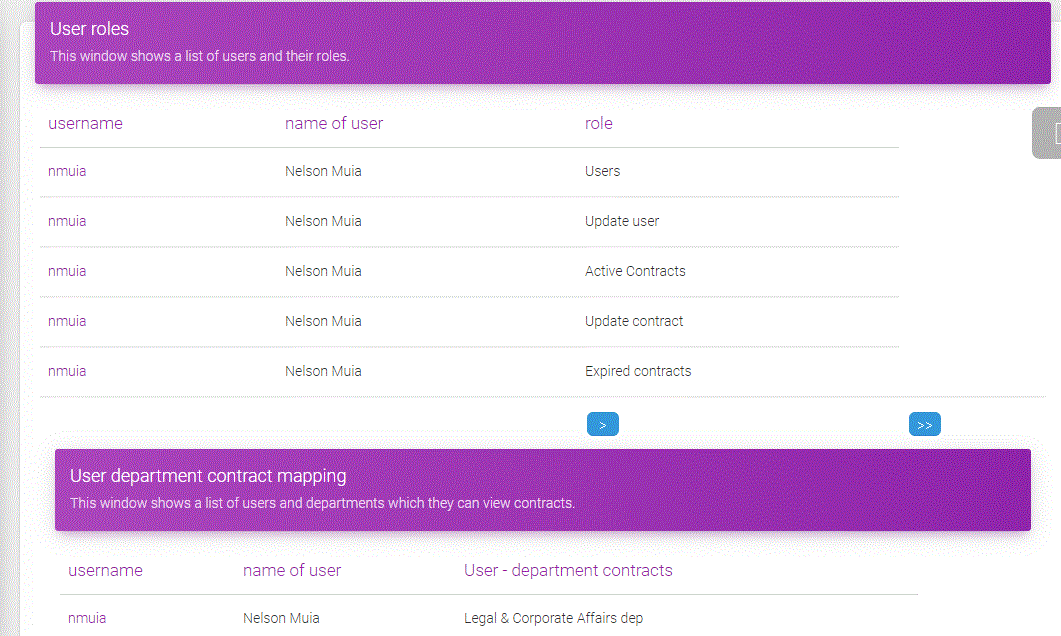 User roles
This window shows a list of users and their roles.
username name of user role
nmuia Nelson Muia Users
nmuia Nelson Muia Update user
nmuia Nelson Muia Active Contracts
nmuia Nelson Muia Update contract
nmuia Nelson Muia Expired contracts
> >>
User department contract mapping
This window shows a list of users and departments which they can view contracts.
username name of user User - department contracts
nmuia Nelson Muia Legal & Corporate Affairs dep